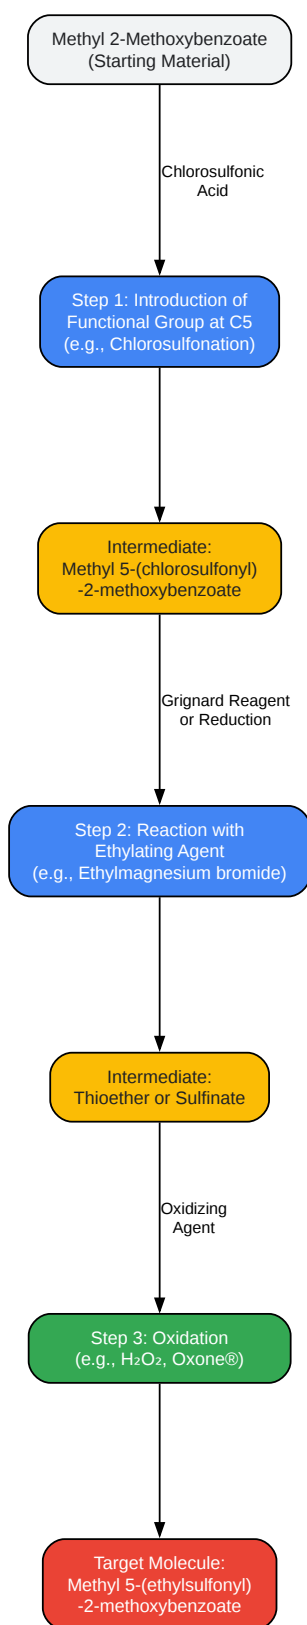 Methyl 2-Methoxybenzoate
(Starting Material)
Chlorosulfonic
Acid
Step 1: Introduction of
Functional Group at C5
(e.g., Chlorosulfonation)
Intermediate:
Methyl 5-(chlorosulfonyl)
-2-methoxybenzoate
Grignard Reagent
or Reduction
Step 2: Reaction with
Ethylating Agent
(e.g., Ethylmagnesium bromide)
Intermediate:
Thioether or Sulfinate
Oxidizing
Agent
Step 3: Oxidation
(e.g., H₂O₂, Oxone®)
Target Molecule:
Methyl 5-(ethylsulfonyl)
-2-methoxybenzoate